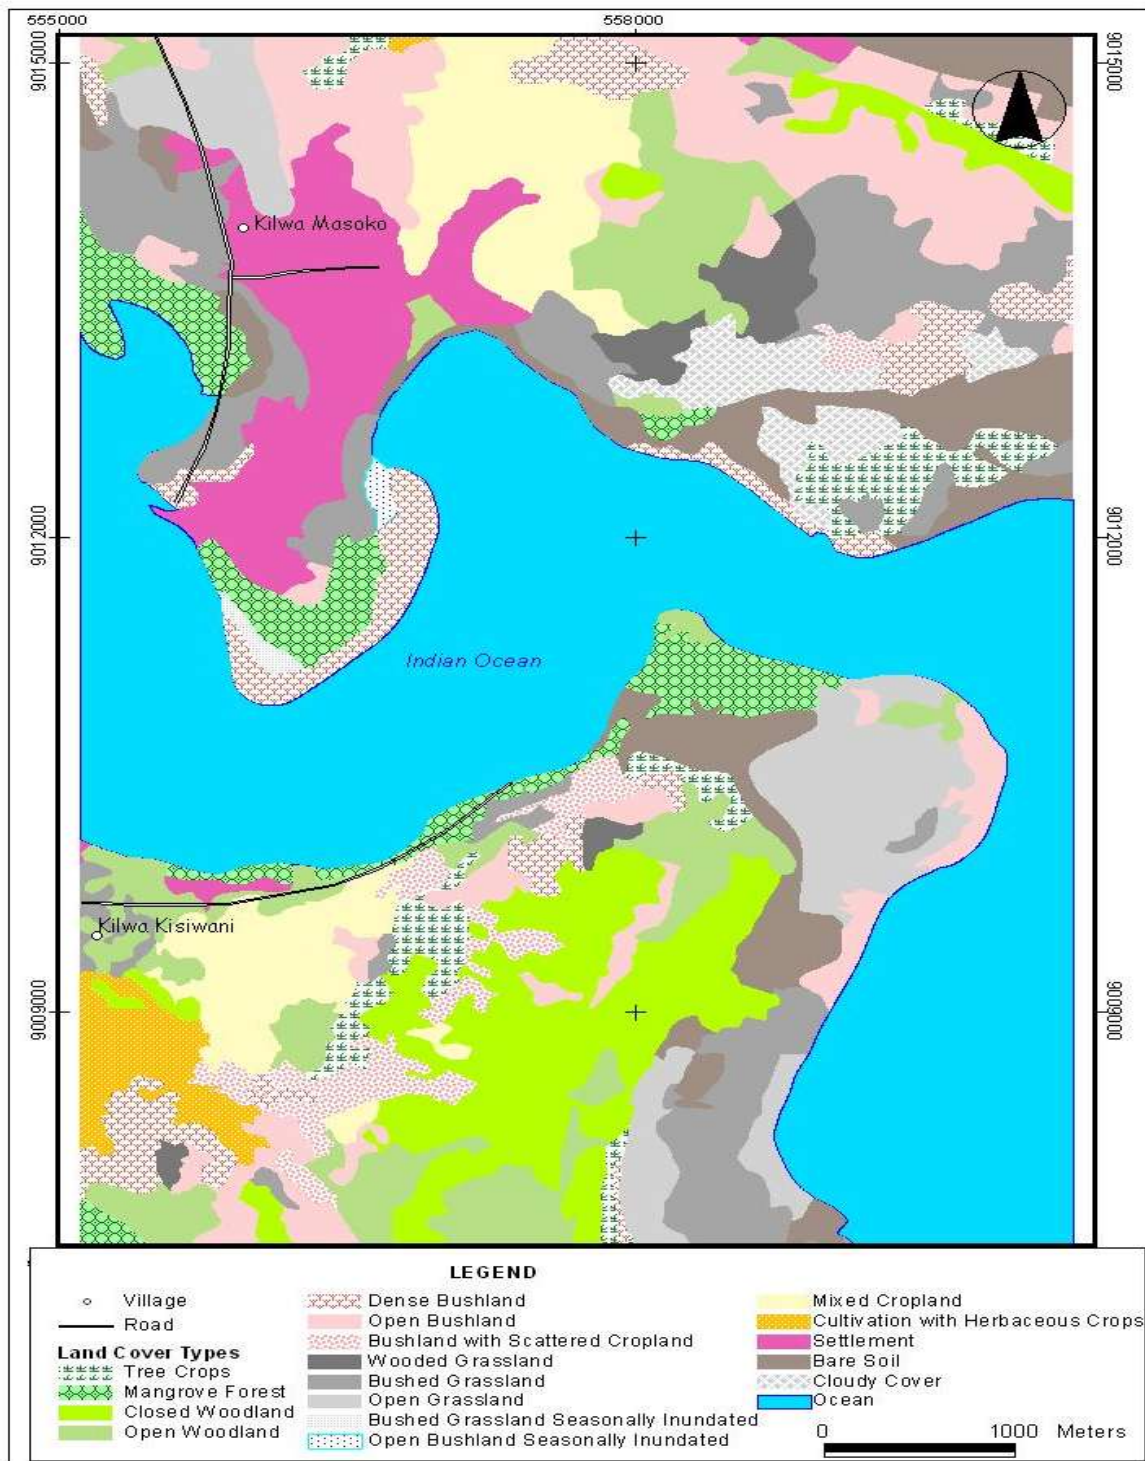 555000 558000
9015000 9015000
Kilwa Masoko
9012000 9012000
Indian Ocean
Kilwa Kisiwani
9009000 9009000
LEGEND
Village
Road
Land Cover Types
Tree Crops
Mangrove Forest
Closed Woodland
Open Woodland
Dense Bushland
Open Bushland
Bushland with Scattered Cropland
Wooded Grassland
Bushed Grassland
Open Grassland
Bushed Grassland Seasonally Inundated
Open Bushland Seasonally Inundated
Mixed Cropland
Cultivation with Herbaceous Crops
Settlement
Bare Soil
Cloudy Cover
Ocean
0 1000 Meters